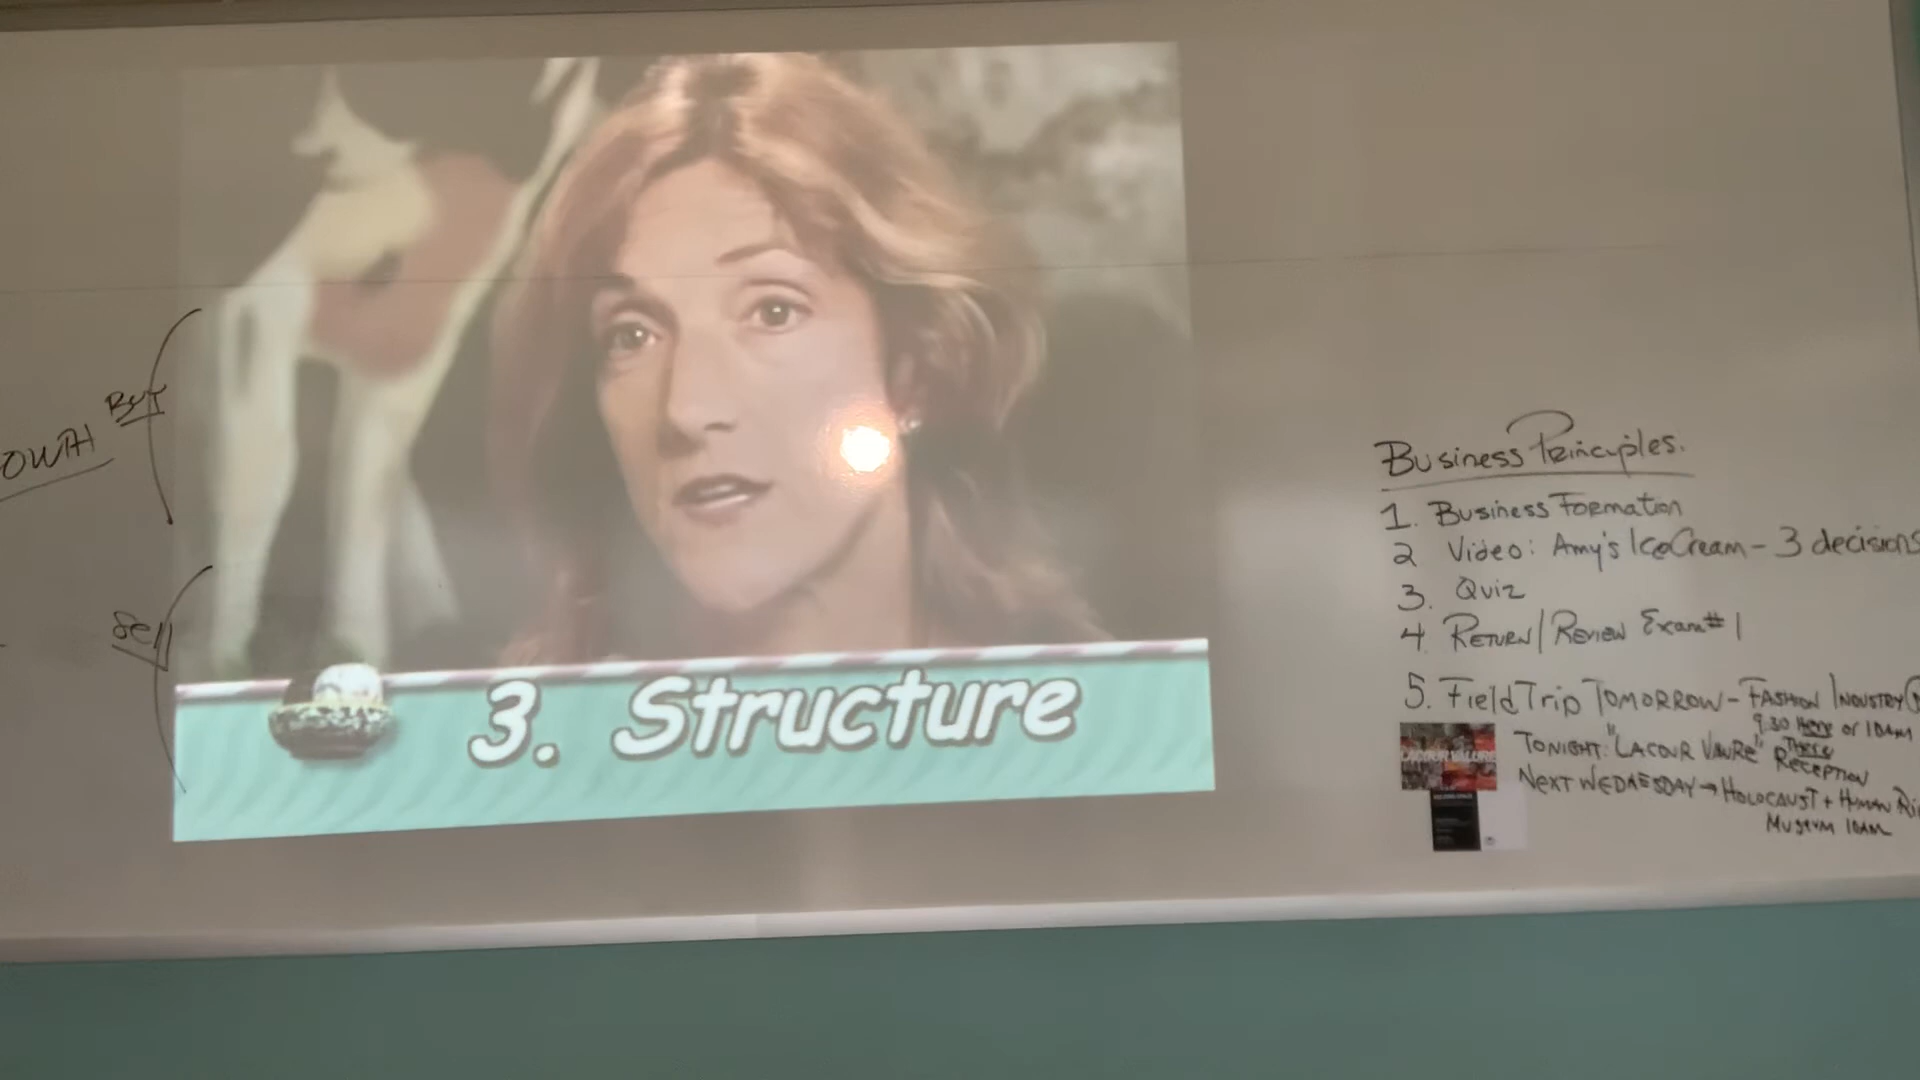 BUY
OWTH
Sell
3. Structure
Business Principles.
1. Business Formation
2 Video: Amy's IceCream - 3 decisions
3. Quiz
4 Return/Review Exam #1
5. Field Trip Tomorrow - Fashion Industry
9:30 Here or 10AM
There
Tonight: "Lacour Valure" Reception
Next Wednesday → Holocaust + Human Ri
Museum 10AM